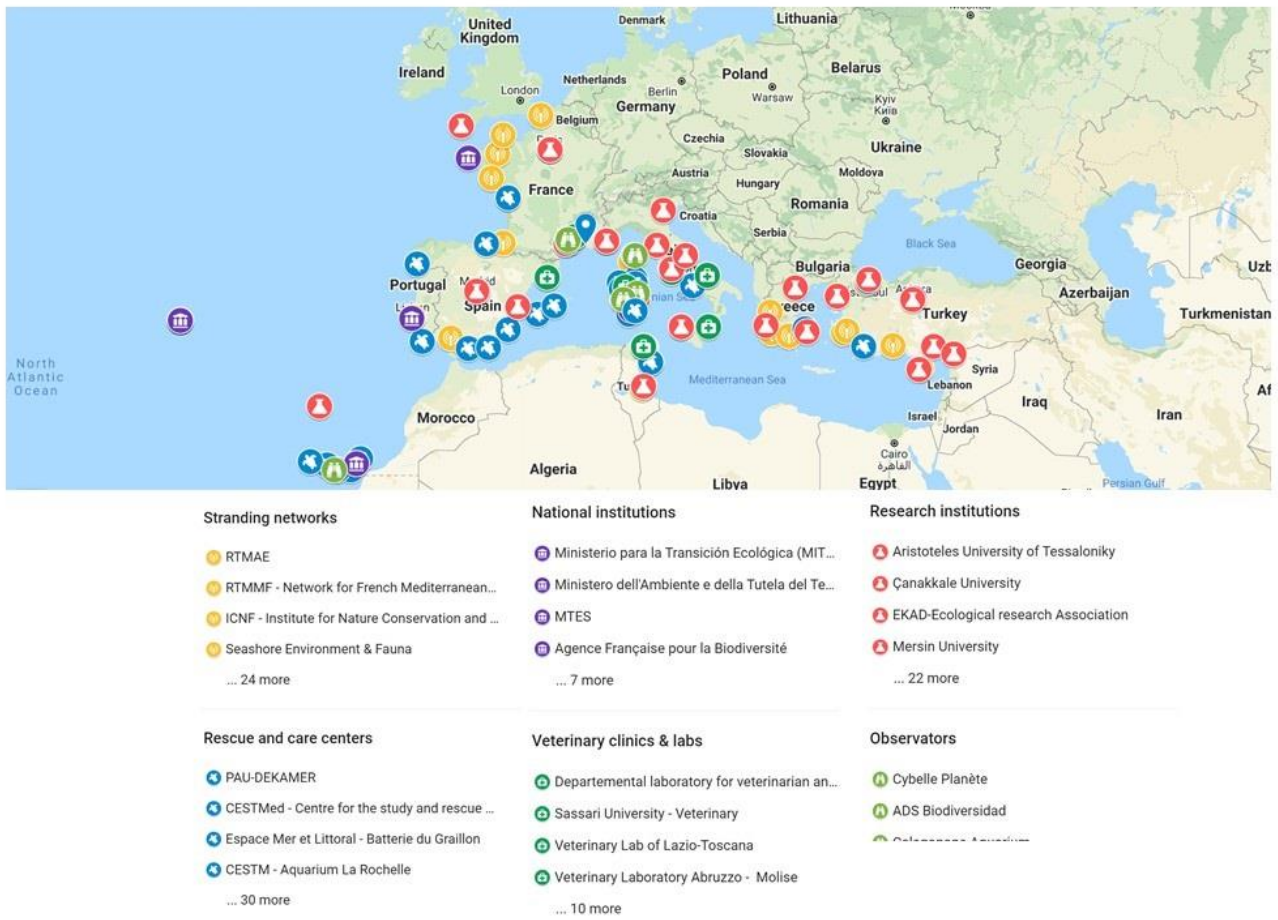 United
Kingdom
Denmark
Lithuania
Ireland
London
Netherlands
Berlin
Poland
Warsaw
Belarus
Germany
Belgium
Kyiv
Київ
Czechia
Ukraine
Slovakia
France
Austria
Hungary
Moldova
Croatia
Romania
Serbia
Black Sea
Bulgaria
Georgia
Portugal
Spain
Azerbaijan
Turkey
Turkmenistan
North
Atlantic
Ocean
Mediterranean Sea
Syria
Lebanon
Iraq
Iran
Morocco
Israel
Jordan
Cairo
القاهرة
Algeria
Libya
Egypt
Persian Gulf
Stranding networks
RTMAE
RTMMF - Network for French Mediterranean...
ICNF - Institute for Nature Conservation and ...
Seashore Environment & Fauna
... 24 more
National institutions
Ministerio para la Transición Ecológica (MIT...
Ministero dell'Ambiente e della Tutela del Te...
MTES
Agence Française pour la Biodiversité
... 7 more
Research institutions
Aristoteles University of Tessaloniky
Çanakkale University
EKAD-Ecological research Association
Mersin University
... 22 more
Rescue and care centers
PAU-DEKAMER
CESTMed - Centre for the study and rescue ...
Espace Mer et Littoral - Batterie du Graillon
CESTM - Aquarium La Rochelle
... 30 more
Veterinary clinics & labs
Departemental laboratory for veterinarian an...
Sassari University - Veterinary
Veterinary Lab of Lazio-Toscana
Veterinary Laboratory Abruzzo - Molise
... 10 more
Observators
Cybelle Planète
ADS Biodiversidad